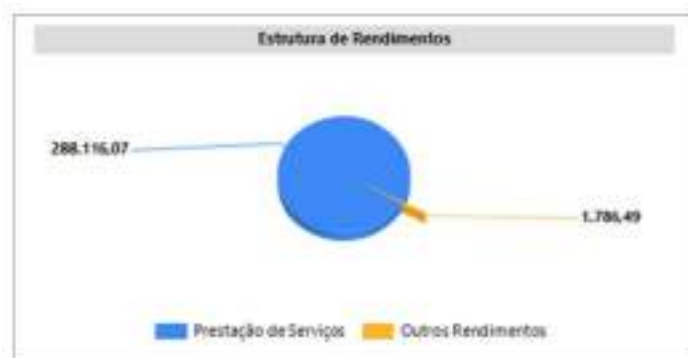 Estrutura de Rendimentos
288.116,07
1.786,49
Prestação de Serviços
Outros Rendimentos